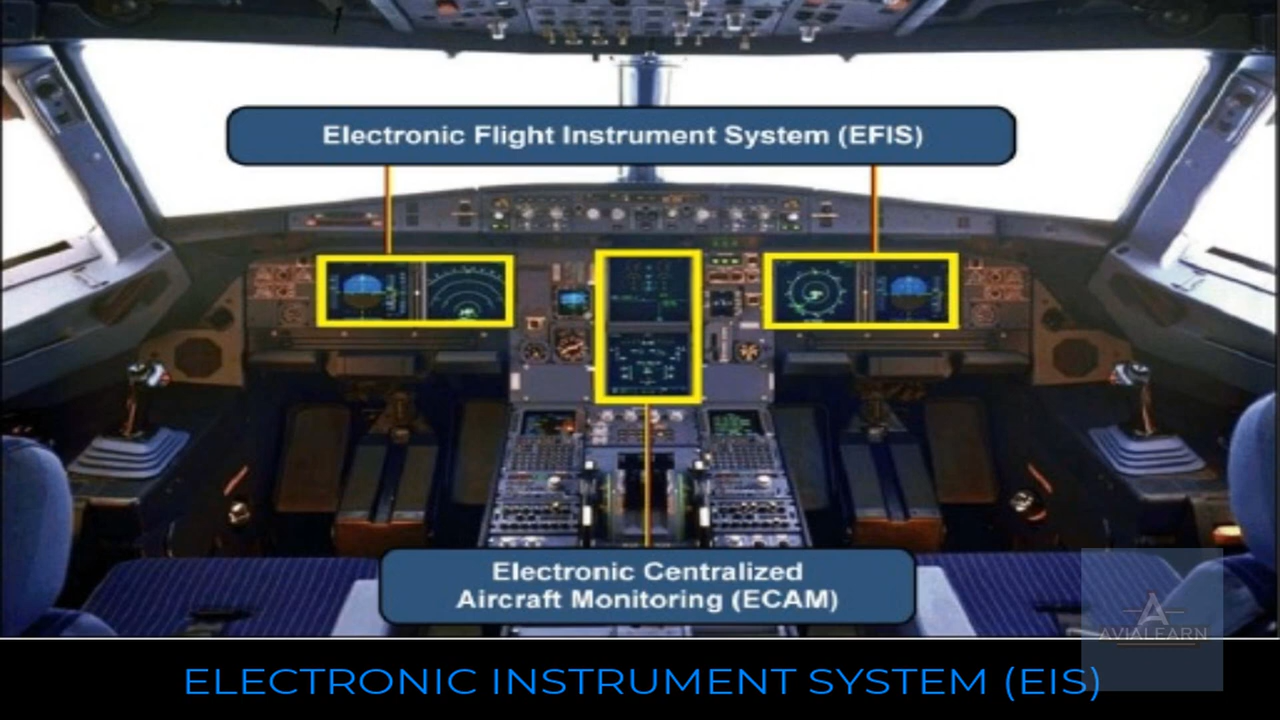 Electronic Flight Instrument System (EFIS)
Electronic Centralized
Aircraft Monitoring (ECAM)
AVIALEARN
ELECTRONIC INSTRUMENT SYSTEM (EIS)